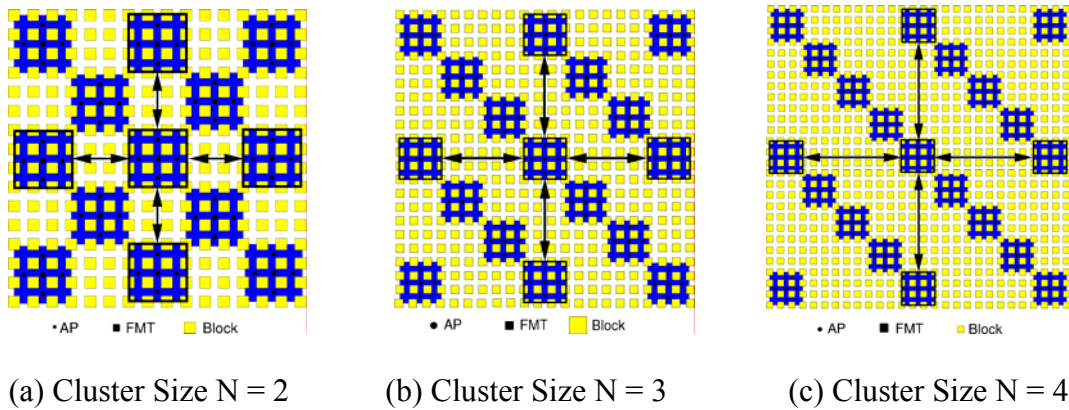 AP FMT Block
AP FMT Block
AP FMT Block
(a) Cluster Size N = 2
(b) Cluster Size N = 3
(c) Cluster Size N = 4